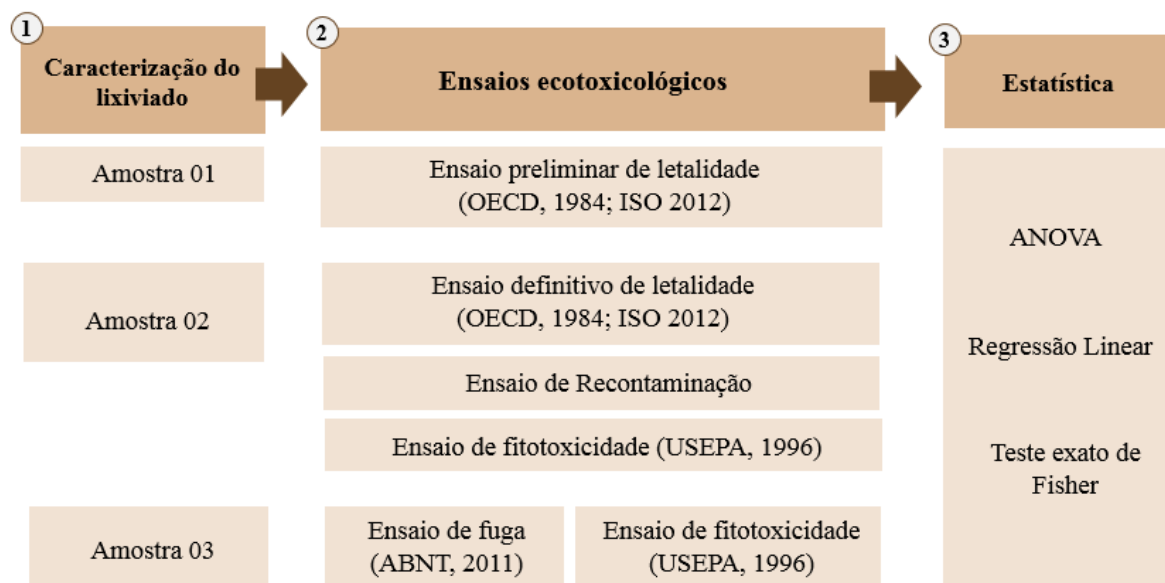 1
Caracterização do
lixiviado
2
Ensaios ecotoxicológicos
3
Estatística
Amostra 01
Ensaio preliminar de letalidade
(OECD, 1984; ISO 2012)
Amostra 02
Ensaio definitivo de letalidade
(OECD, 1984; ISO 2012)
Ensaio de Recontaminação
Ensaio de fitotoxicidade (USEPA, 1996)
Amostra 03
Ensaio de fuga
(ABNT, 2011)
Ensaio de fitotoxicidade
(USEPA, 1996)
ANOVA
Regressão Linear
Teste exato de
Fisher